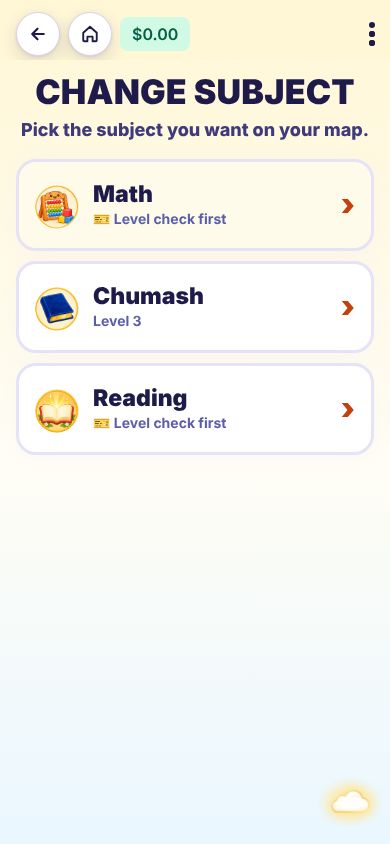 $0.00
CHANGE SUBJECT
Pick the subject you want on your map.
Math
🎫 Level check first
Chumash
Level 3
Reading
🎫 Level check first